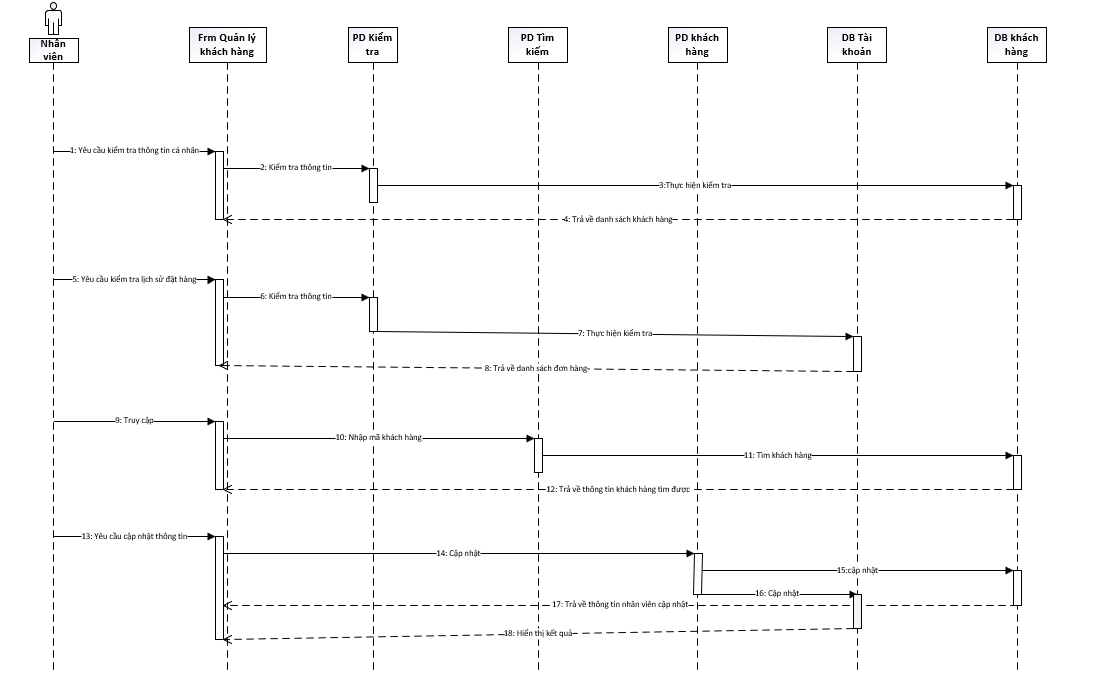 Nhân
viên
Frm Quản lý
khách hàng
PD Kiểm
tra
PD Tìm
kiếm
PD khách
hàng
DB Tài
khoản
DB khách
hàng
1: Yêu cầu kiểm tra thông tin cá nhân
2: Kiểm tra thông tin
3:Thực hiện kiểm tra
4: Trả về danh sách khách hàng
5: Yêu cầu kiểm tra lịch sử đặt hàng
6: Kiểm tra thông tin
7: Thực hiện kiểm tra
8: Trả về danh sách đơn hàng
9: Truy cập
10: Nhập mã khách hàng
11: Tìm khách hàng
12: Trả về thông tin khách hàng tìm được
13: Yêu cầu cập nhật thông tin
14: Cập nhật
15:cập nhật
16: Cập nhật
17: Trả về thông tin nhân viên cập nhật
18: Hiển thị kết quả